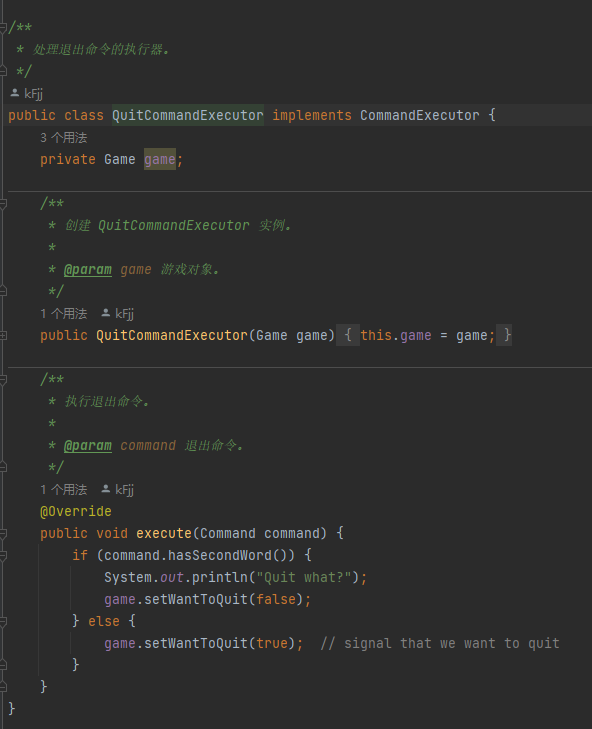 /**
 * 处理退出命令的执行器。
 */
kFjj
public class QuitCommandExecutor implements CommandExecutor {
3 个用法
private Game game;
/**
 * 创建 QuitCommandExecutor 实例。
 *
 * @param game 游戏对象。
 */
1 个用法 kFjj
public QuitCommandExecutor(Game game) { this.game = game; }
/**
 * 执行退出命令。
 *
 * @param command 退出命令。
 */
1 个用法 kFjj
@Override
public void execute(Command command) {
if (command.hasSecondWord()) {
System.out.println("Quit what?");
game.setWantToQuit(false);
} else {
game.setWantToQuit(true);  // signal that we want to quit
}
}
}